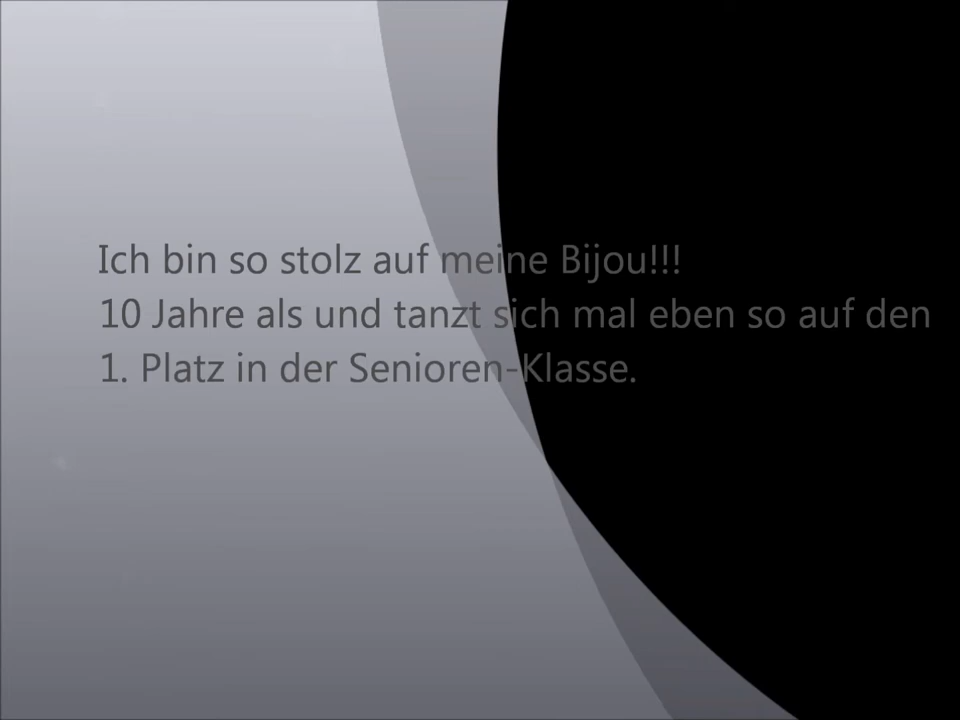 Ich bin so stolz auf meine Bijou!!!
10 Jahre als und tanzt sich mal eben so auf den
1. Platz in der Senioren-Klasse.